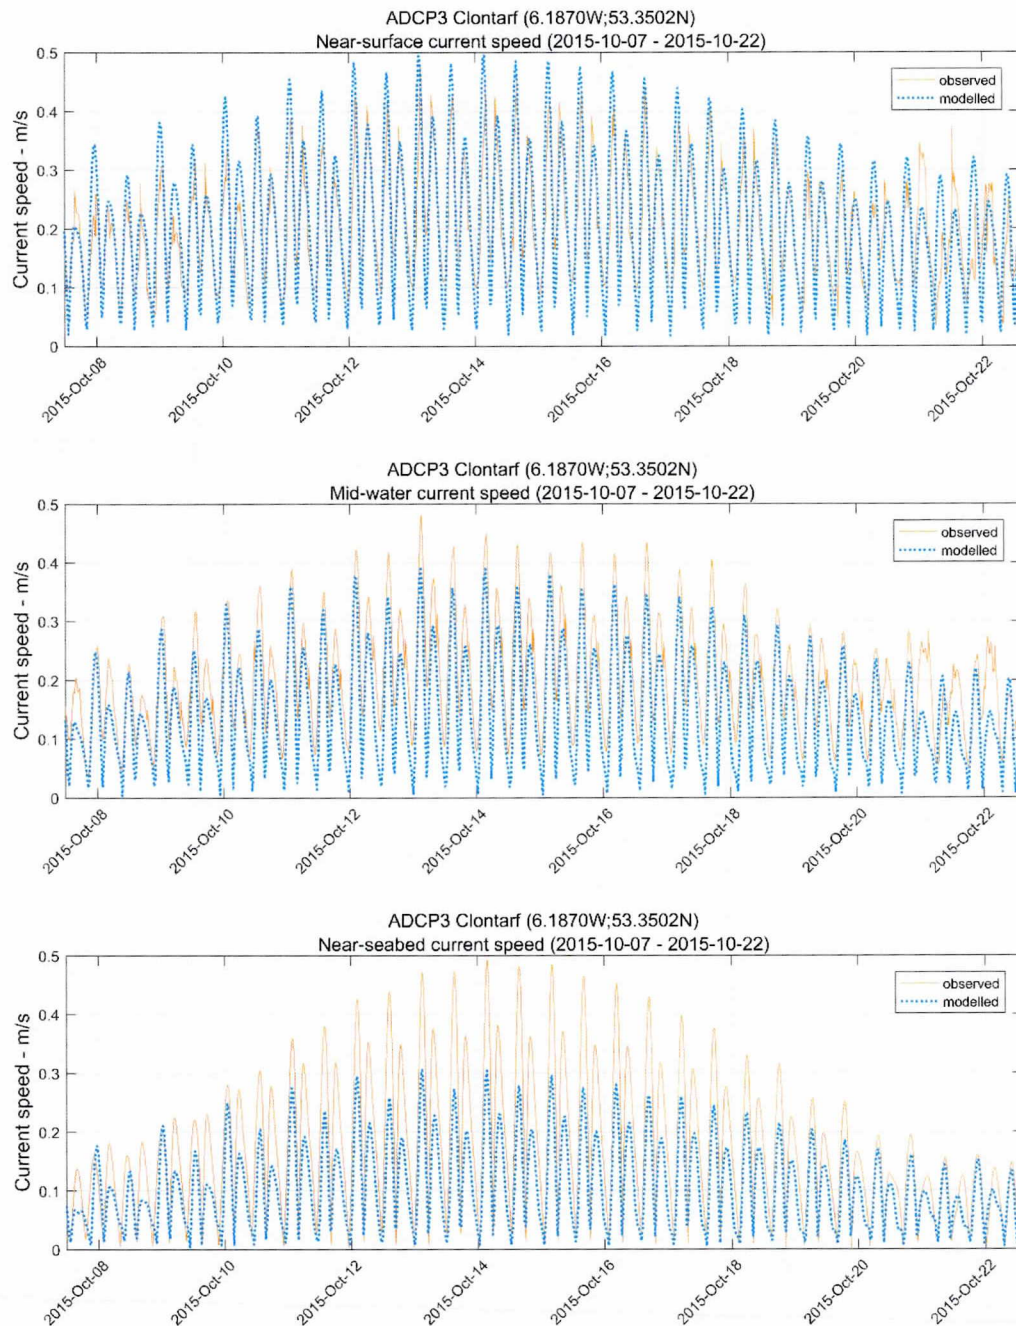 ADCP3 Clontarf (6.1870W;53.3502N)
Near-surface current speed (2015-10-07 - 2015-10-22)
0.5
0.4
0.3
0.2
0.1
0
Current speed - m/s
observed
modelled
2015-Oct-08
2015-Oct-10
2015-Oct-12
2015-Oct-14
2015-Oct-16
2015-Oct-18
2015-Oct-20
2015-Oct-22
ADCP3 Clontarf (6.1870W;53.3502N)
Mid-water current speed (2015-10-07 - 2015-10-22)
0.5
0.4
0.3
0.2
0.1
0
Current speed - m/s
observed
modelled
2015-Oct-08
2015-Oct-10
2015-Oct-12
2015-Oct-14
2015-Oct-16
2015-Oct-18
2015-Oct-20
2015-Oct-22
ADCP3 Clontarf (6.1870W;53.3502N)
Near-seabed current speed (2015-10-07 - 2015-10-22)
0.5
0.4
0.3
0.2
0.1
0
Current speed - m/s
observed
modelled
2015-Oct-08
2015-Oct-10
2015-Oct-12
2015-Oct-14
2015-Oct-16
2015-Oct-18
2015-Oct-20
2015-Oct-22